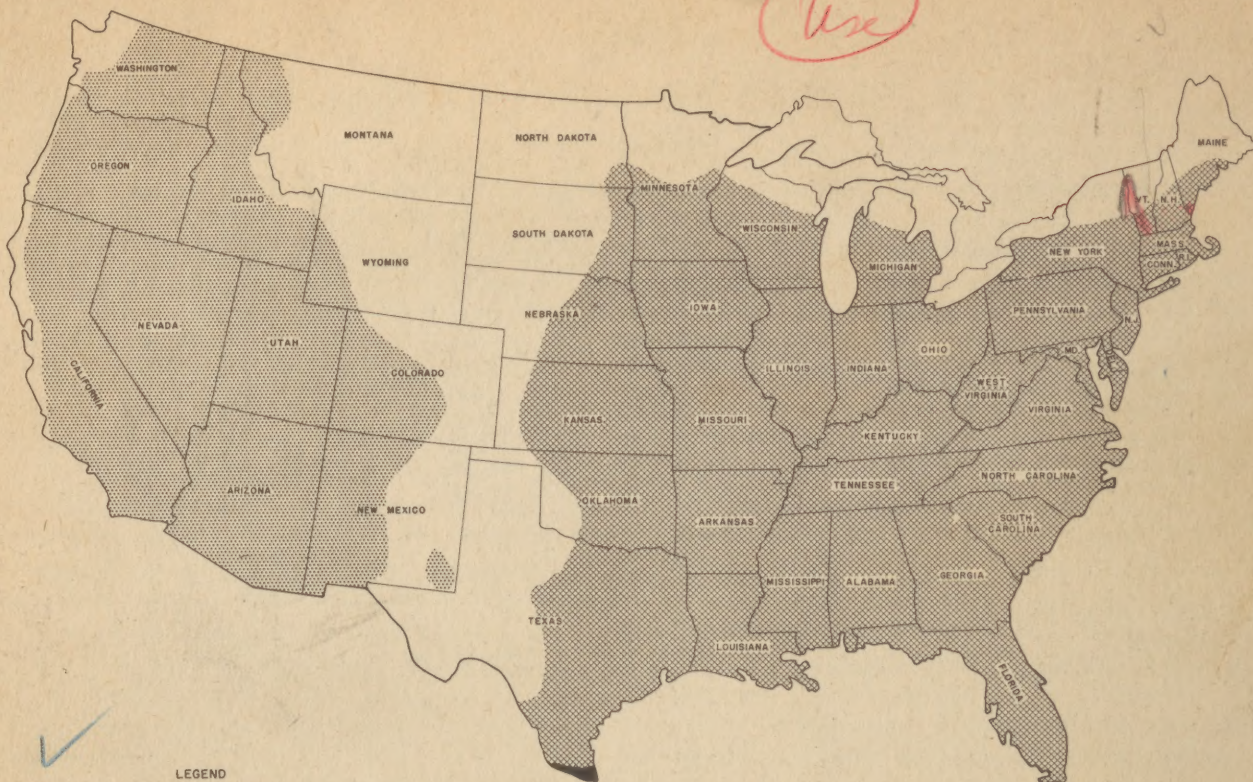 Use
WASHINGTON
MONTANA
NORTH DAKOTA
MAINE
OREGON
MINNESOTA
IDAHO
VT.
N.H.
WISCONSIN
SOUTH DAKOTA
WYOMING
MICHIGAN
NEW YORK
MASS.
R.I.
CONN.
NEBRASKA
IOWA
PENNSYLVANIA
N.J.
NEVADA
UTAH
COLORADO
OHIO
MD.
ILLINOIS
INDIANA
WEST
VIRGINIA
CALIFORNIA
KANSAS
MISSOURI
VIRGINIA
KENTUCKY
ARIZONA
NEW MEXICO
OKLAHOMA
TENNESSEE
NORTH CAROLINA
ARKANSAS
SOUTH
CAROLINA
MISSISSIPPI
ALABAMA
GEORGIA
TEXAS
LOUISIANA
FLORIDA
LEGEND